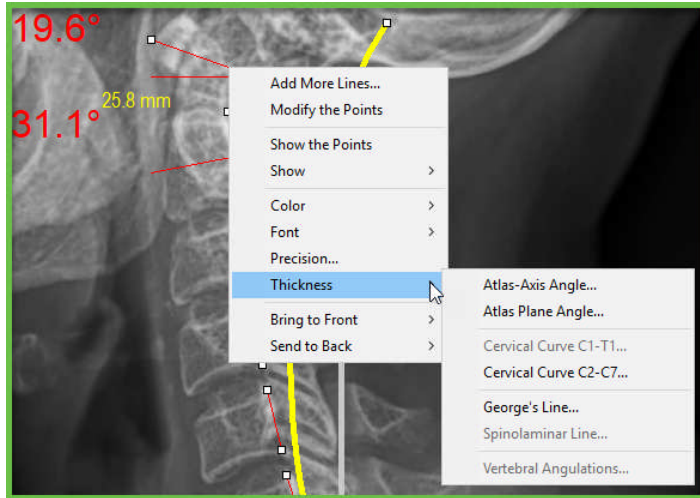 19.6°
25.8 mm
31.1°
Add More Lines...
Modify the Points
Show the Points
Show
Color
Font
Precision...
Thickness
Bring to Front
Send to Back
Atlas-Axis Angle...
Atlas Plane Angle...
Cervical Curve C1-T1...
Cervical Curve C2-C7...
George's Line...
Spinolaminar Line...
Vertebral Angulations...